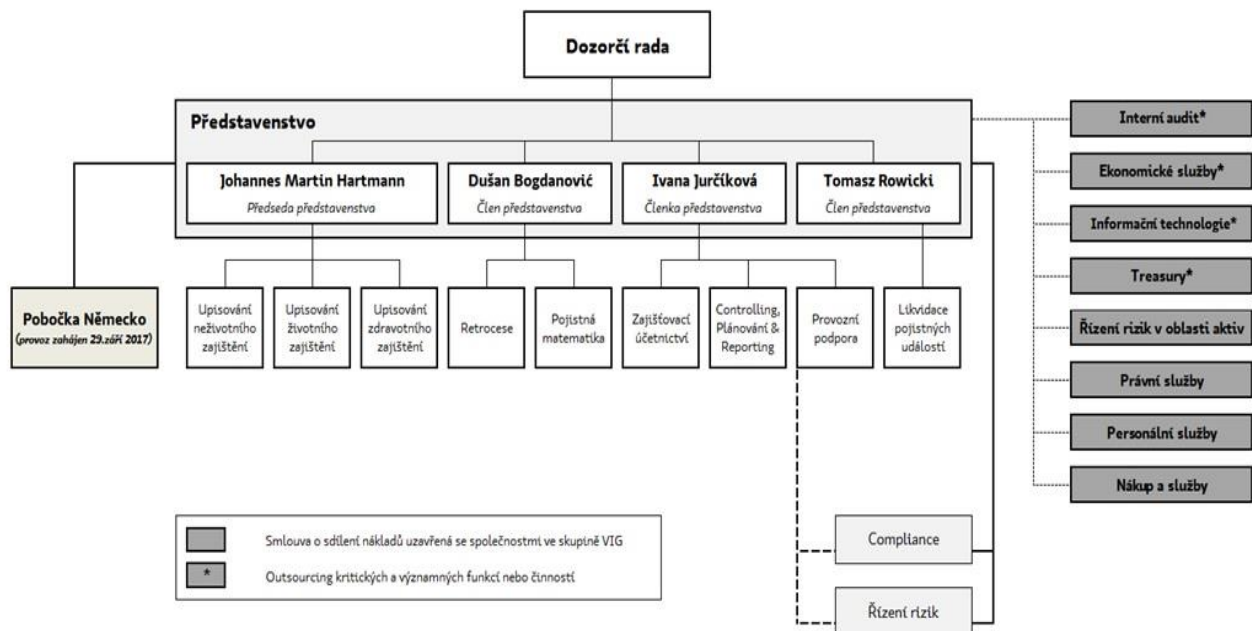 Dozorčí rada
Představenstvo
Johannes Martin Hartmann
Předseda představenstva
Dušan Bogdanović
Člen představenstva
Ivana Jurčíková
Členka představenstva
Tomasz Rowicki
Člen představenstva
Pobočka Německo
(provoz zahájen 29.září 2017)
Upisování
neživotního
zajištění
Upisování
životního
zajištění
Upisování
zdravotního
zajištění
Retrocese
Pojistná
matematika
Zajišťovací
účetnictví
Controlling,
Plánování &
Reporting
Provozní
podpora
Likvidace
pojistných
událostí
Interní audit*
Ekonomické služby*
Informační technologie*
Treasury*
Řízení rizik v oblasti aktiv
Právní služby
Personální služby
Nákup a služby
Compliance
Řízení rizik
Smlouva o sdílení nákladů uzavřená se společnostmi ve skupině VIG
* Outsourcing kritických a významných funkcí nebo činností